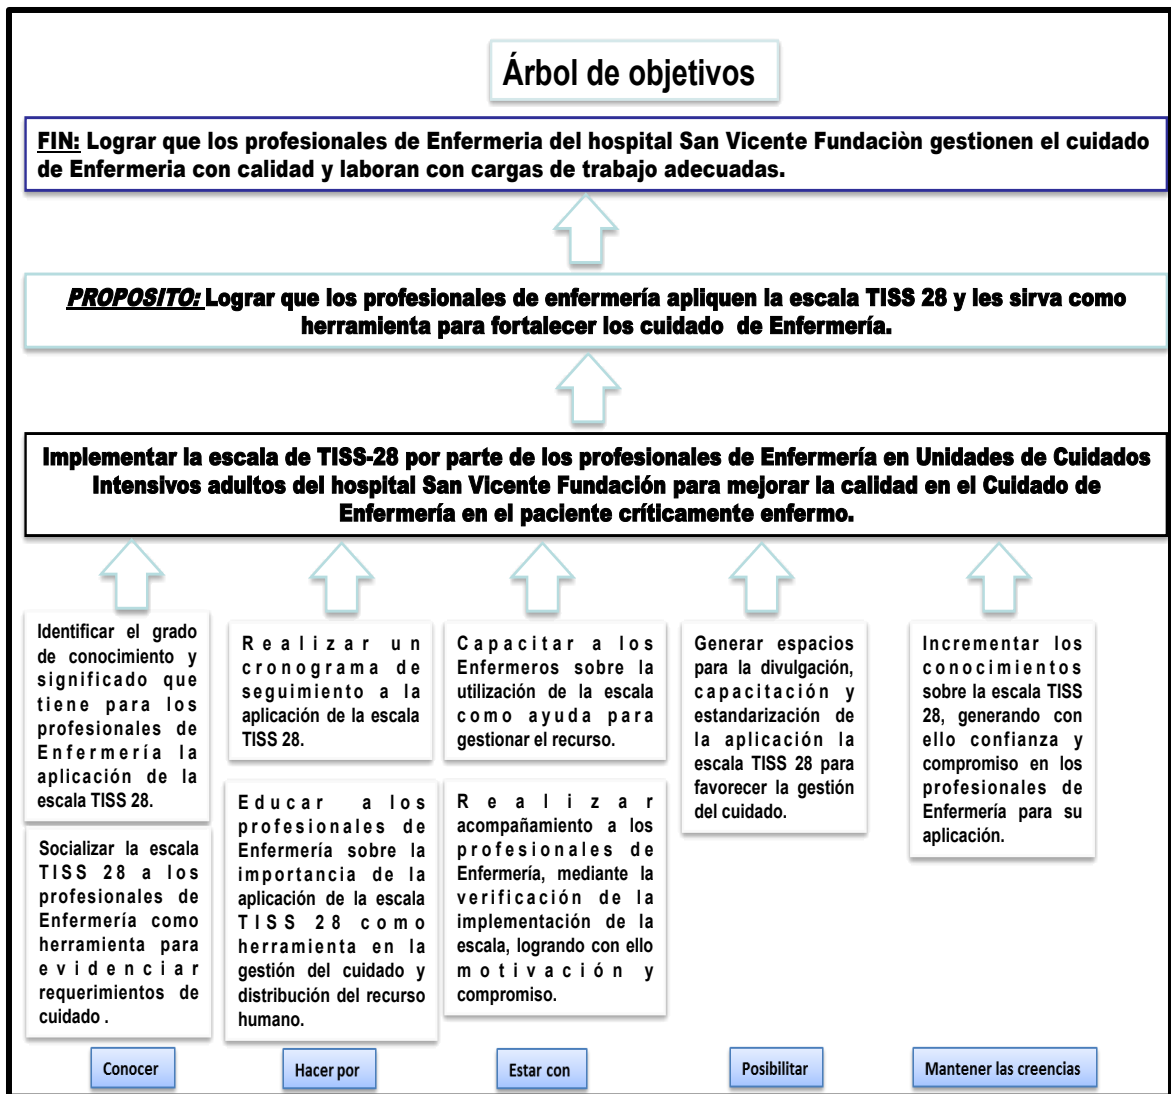 Árbol de objetivos
FIN: Lograr que los profesionales de Enfermeria del hospital San Vicente Fundaciòn gestionen el cuidado
de Enfermeria con calidad y laboran con cargas de trabajo adecuadas.
PROPOSITO: Lograr que los profesionales de enfermería apliquen la escala TISS 28 y les sirva como
herramienta para fortalecer los cuidado de Enfermería.
Implementar la escala de TISS-28 por parte de los profesionales de Enfermería en Unidades de Cuidados
Intensivos adultos del hospital San Vicente Fundación para mejorar la calidad en el Cuidado de
Enfermería en el paciente críticamente enfermo.
Identificar el grado
de conocimiento y
significado que
tiene para los
profesionales de
Enfermería la
aplicación de la
escala TISS 28.
Socializar la escala
TISS 28 a los
profesionales de
Enfermería como
herramienta para
evidenciar
requerimientos de
cuidado .
Realizar un
cronograma de
seguimiento a la
aplicación de la escala
TISS 28.
Educar a los
profesionales de
Enfermería sobre la
importancia de la
aplicación de la escala
TISS 28 como
herramienta en la
gestión del cuidado y
distribución del recurso
humano.
Capacitar a los
Enfermeros sobre la
utilización de la escala
como ayuda para
gestionar el recurso.
Realizar
acompañamiento a los
profesionales de
Enfermería, mediante la
verificación de la
implementación de la
escala, logrando con ello
motivación y
compromiso.
Generar espacios
para la divulgación,
capacitación y
estandarización de
la aplicación la
escala TISS 28 para
favorecer la gestión
del cuidado.
Incrementar los
conocimientos
sobre la escala TISS
28, generando con
ello confianza y
compromiso en los
profesionales de
Enfermería para su
aplicación.
Conocer
Hacer por
Estar con
Posibilitar
Mantener las creencias